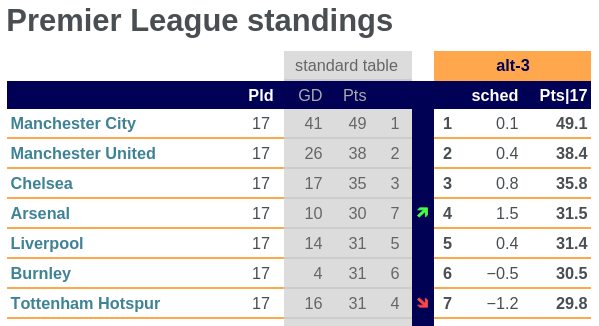 Premier League standings
standard table alt-3
Pld GD Pts sched Pts|17
Manchester City 17 41 49 1 1 0.1 49.1
Manchester United 17 26 38 2 2 0.4 38.4
Chelsea 17 17 35 3 3 0.8 35.8
Arsenal 17 10 30 7 4 1.5 31.5
Liverpool 17 14 31 5 5 0.4 31.4
Burnley 17 4 31 6 6 −0.5 30.5
Tottenham Hotspur 17 16 31 4 7 −1.2 29.8